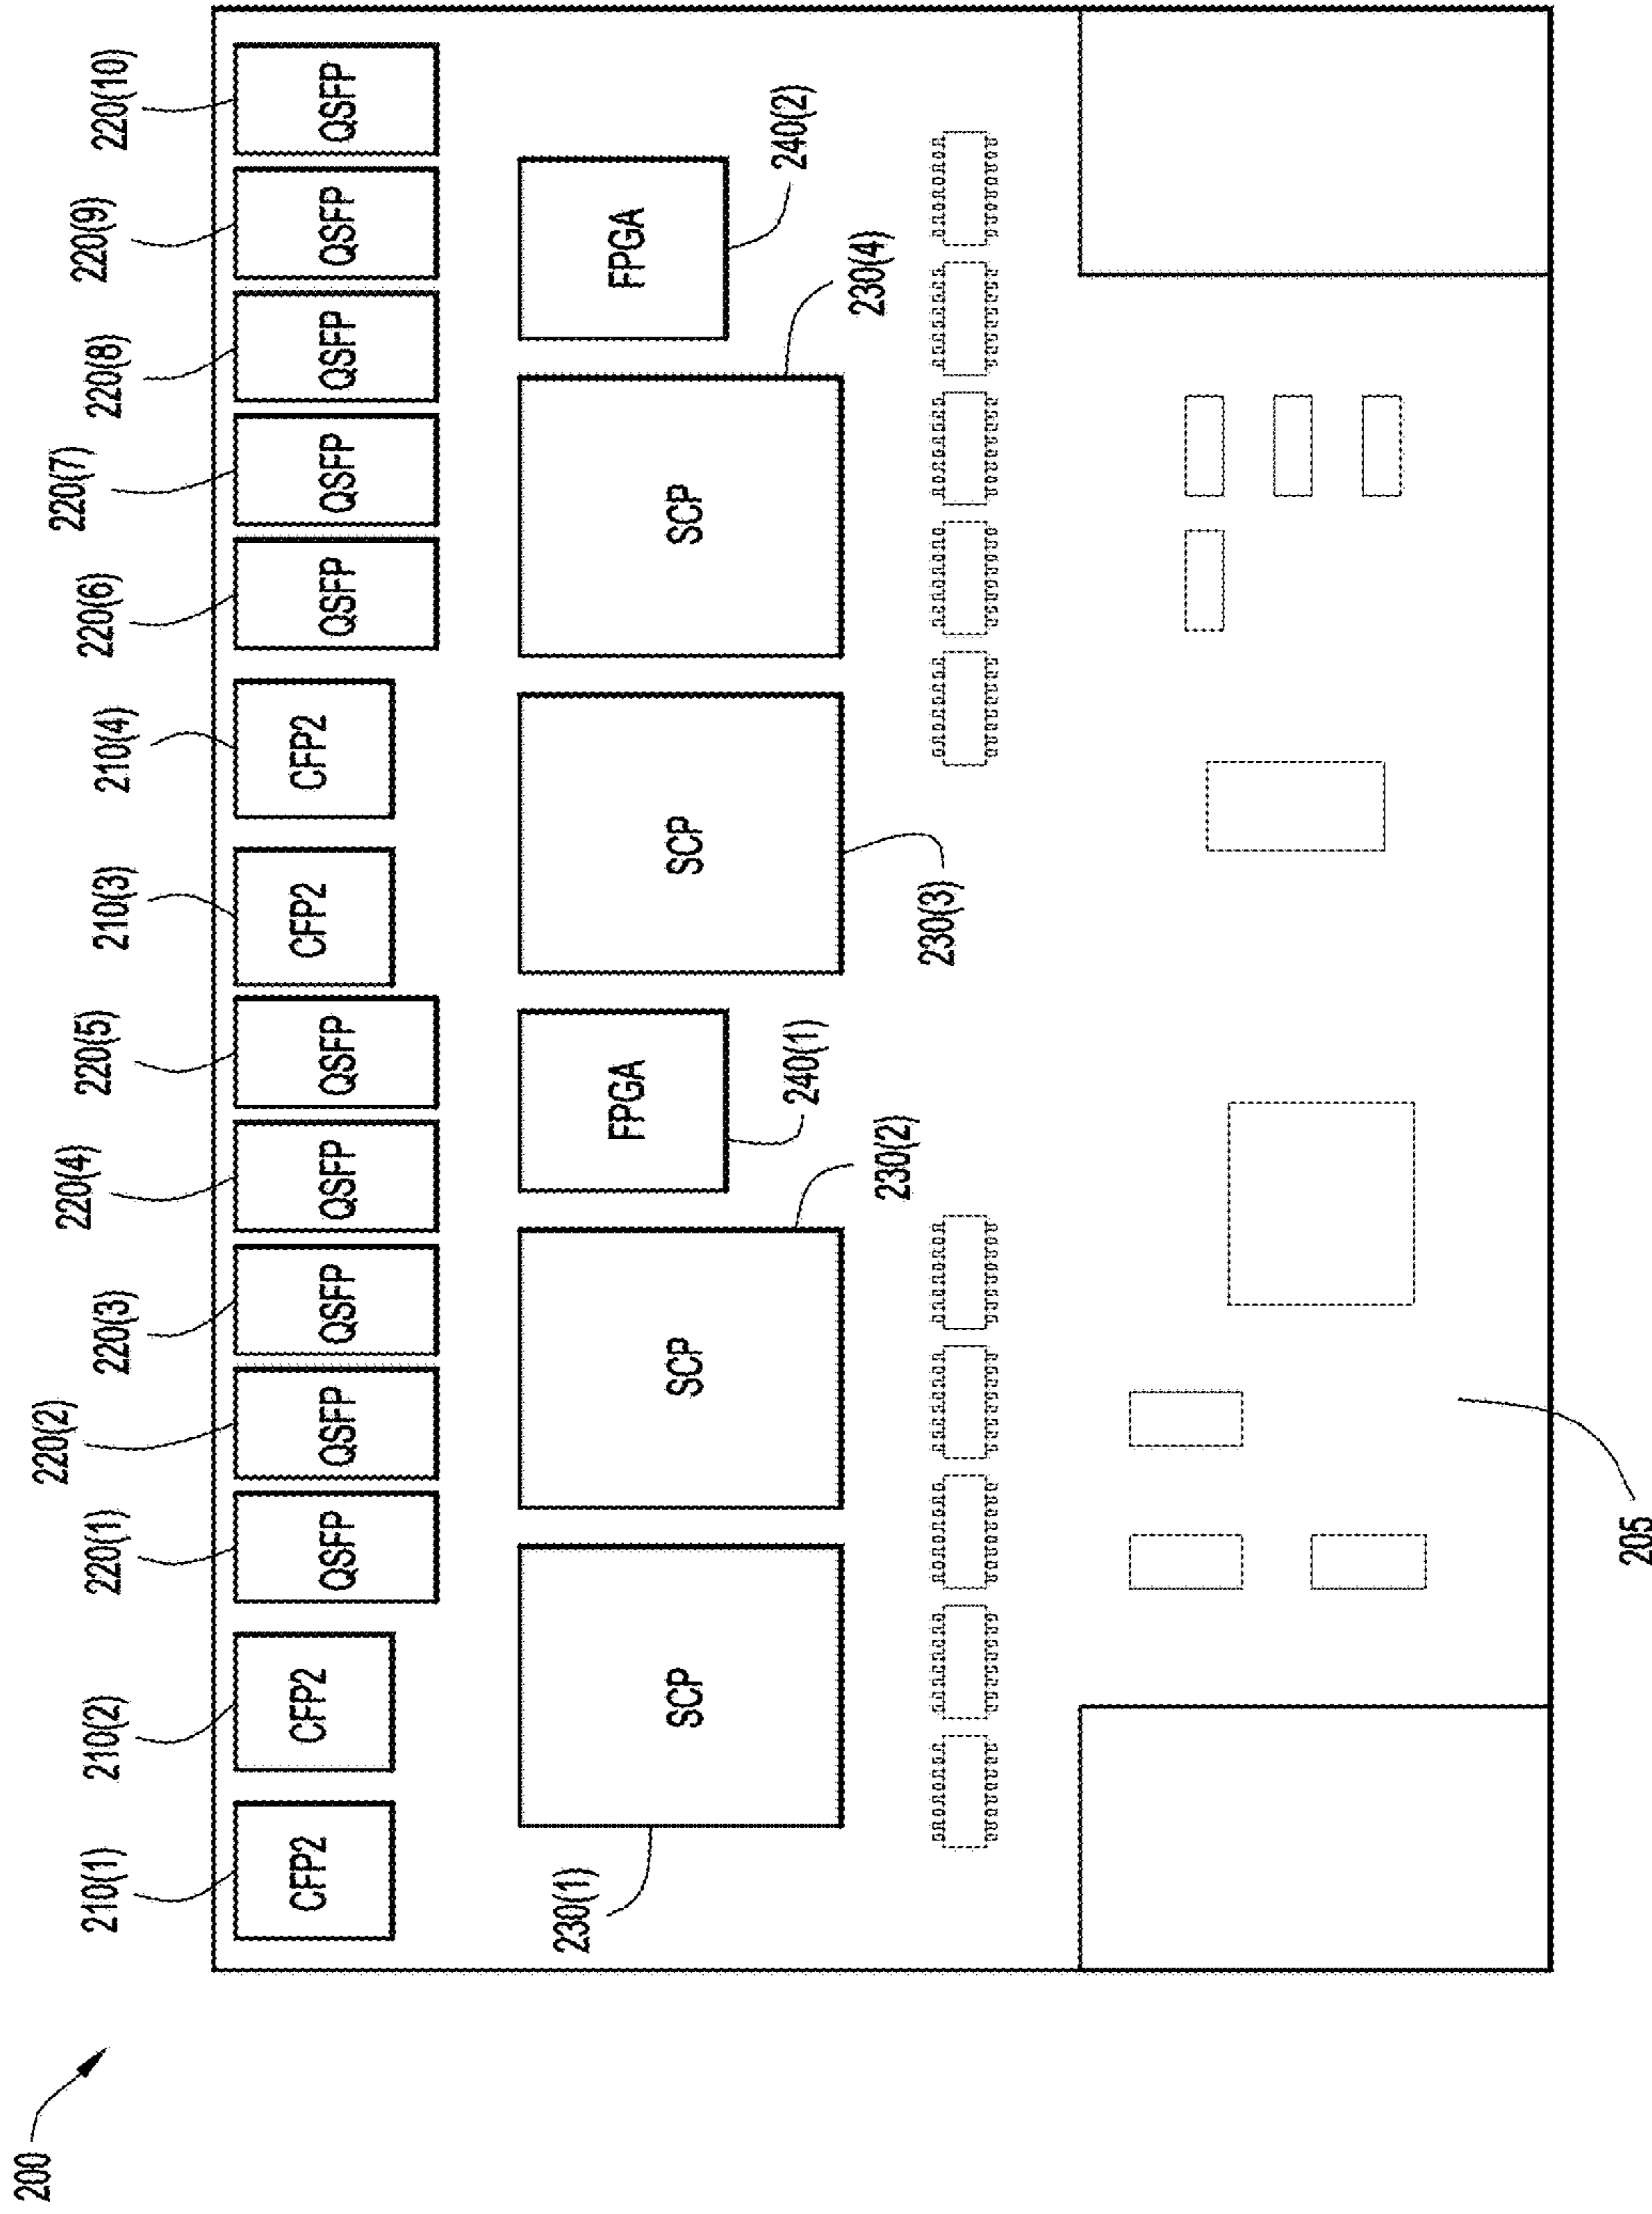 200
210(1)
210(2)
220(1)
220(2)
220(3)
220(4)
220(5)
210(3)
210(4)
220(6)
220(7)
220(8)
220(9)
220(10)
CFP2
CFP2
QSFP
QSFP
QSFP
QSFP
QSFP
CFP2
CFP2
QSFP
QSFP
QSFP
QSFP
QSFP
SCP
SCP
FPGA
SCP
SCP
FPGA
230(1)
230(2)
240(1)
230(3)
230(4)
240(2)
205